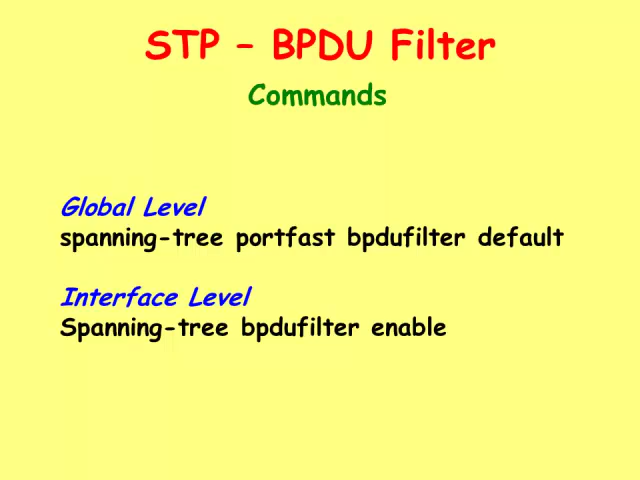 STP – BPDU Filter
Commands
Global Level
spanning-tree portfast bpdufilter default
Interface Level
Spanning-tree bpdufilter enable